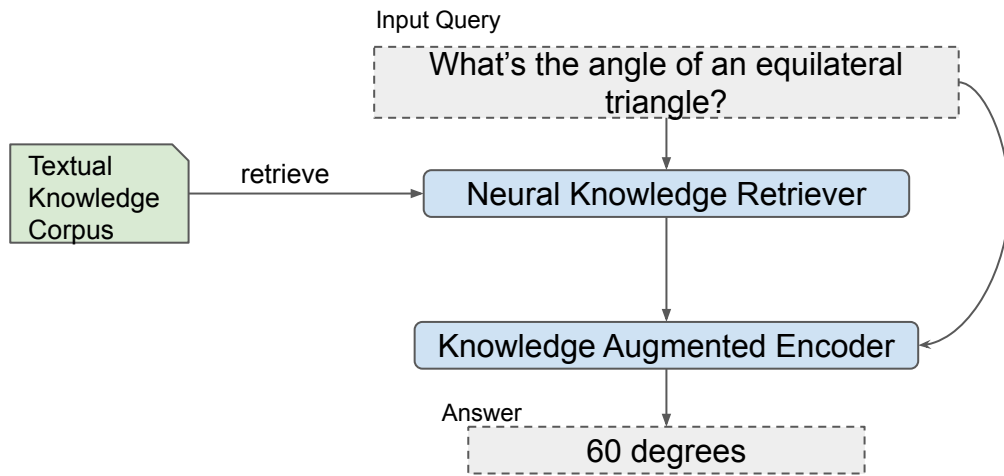 Input Query
What’s the angle of an equilateral
triangle?
Textual
Knowledge
Corpus
retrieve
Neural Knowledge Retriever
Knowledge Augmented Encoder
Answer
60 degrees